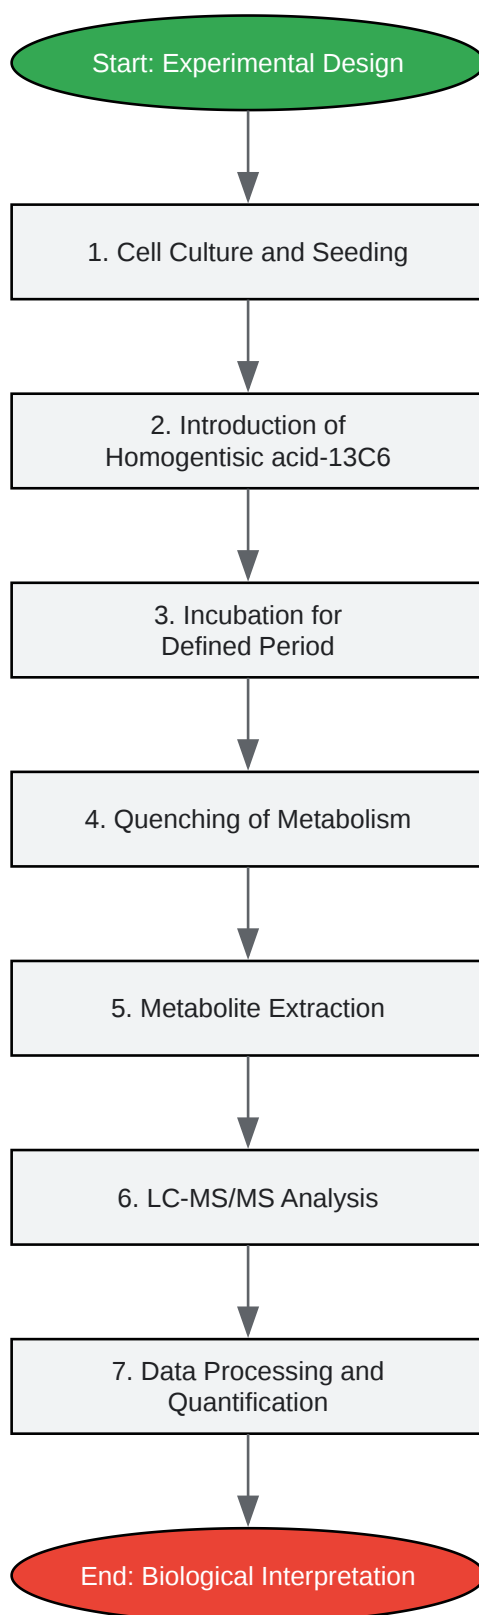 Start: Experimental Design
1. Cell Culture and Seeding
2. Introduction of
Homogentisic acid-13C6
3. Incubation for
Defined Period
4. Quenching of Metabolism
5. Metabolite Extraction
6. LC-MS/MS Analysis
7. Data Processing and
Quantification
End: Biological Interpretation